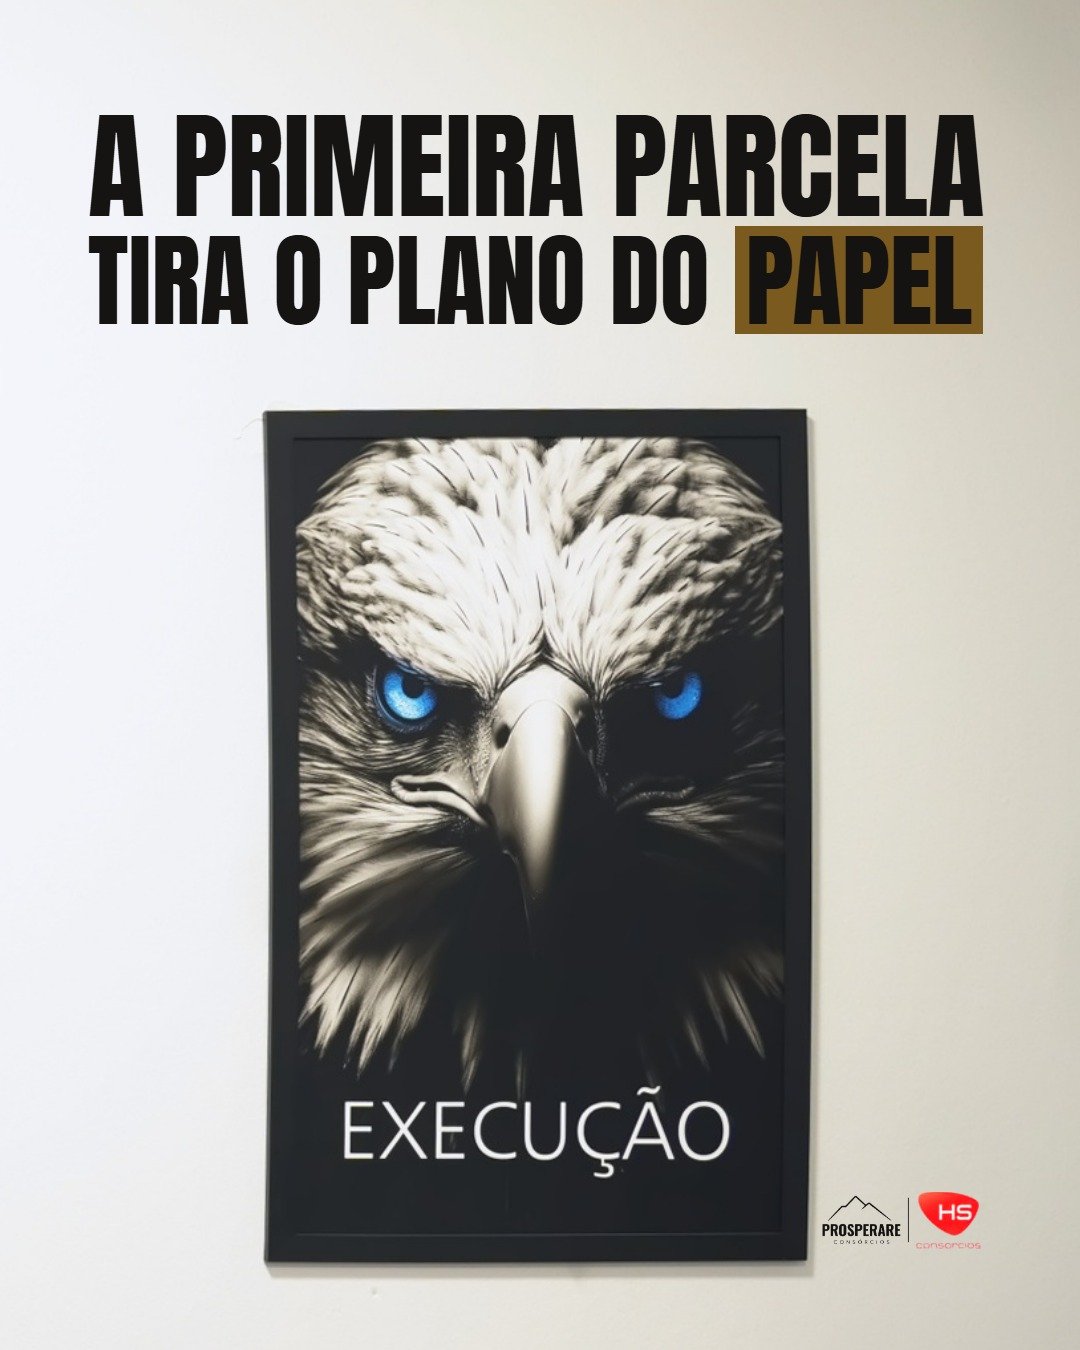 A PRIMEIRA PARCELA
TIRA O PLANO DO PAPEL
EXECUÇÃO
PROSPERARE
CONSÓRCIOS
HS
CONSÓRCIOS